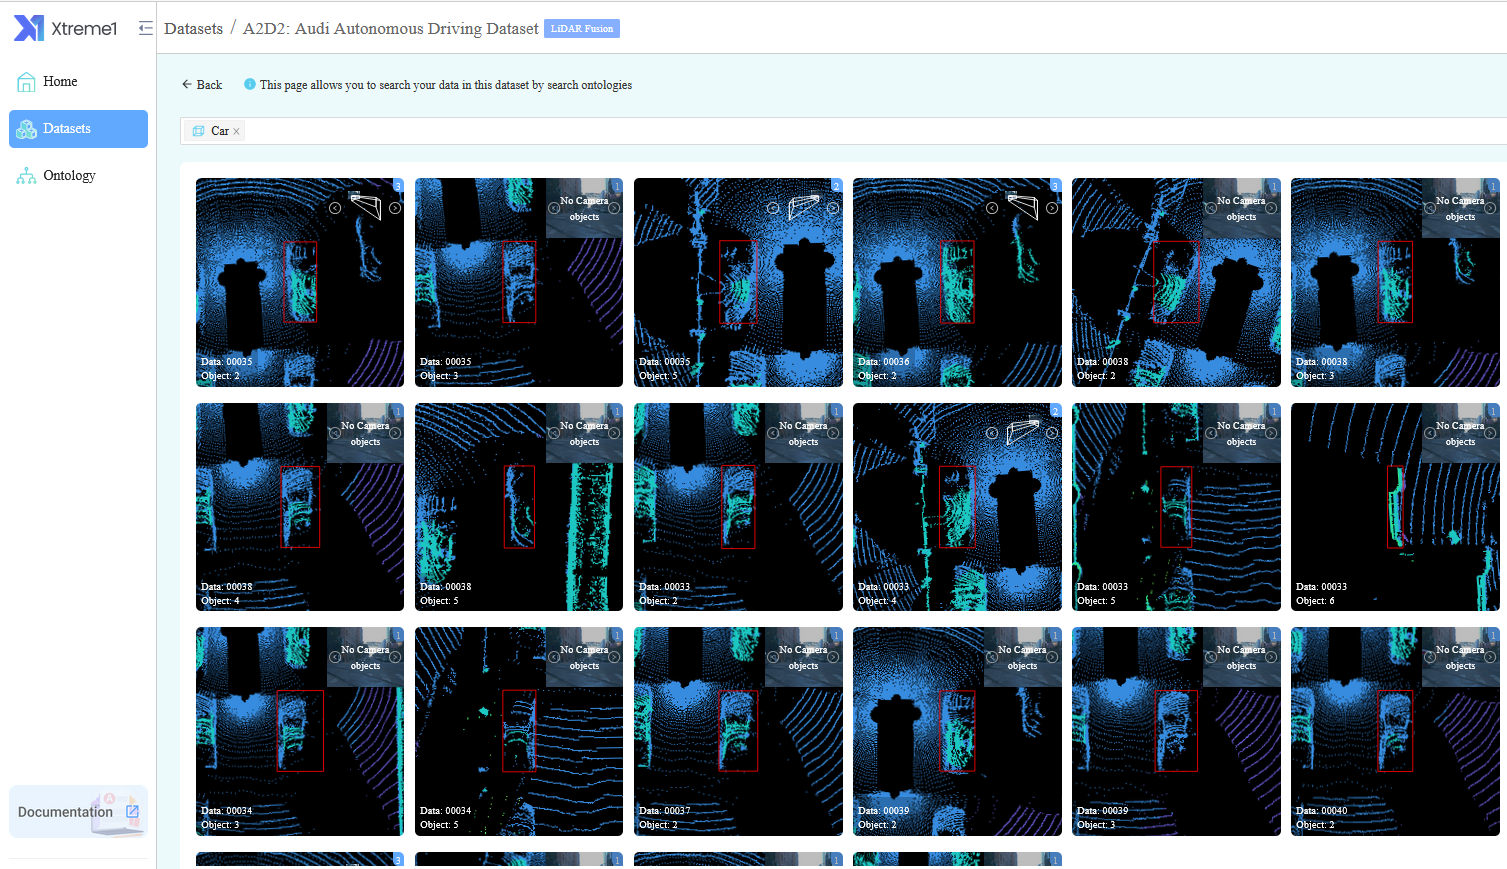 Xtreme1
Datasets / A2D2: Audi Autonomous Driving Dataset LiDAR Fusion
Home
Datasets
Ontology
Documentation
Back
This page allows you to search your data in this dataset by search ontologies
Car ×
3
Data: 00035
Object: 2
1
No Camera
objects
Data: 00035
Object: 3
2
Data: 00035
Object: 5
3
Data: 00036
Object: 2
1
No Camera
objects
Data: 00038
Object: 2
1
No Camera
objects
Data: 00038
Object: 3
1
No Camera
objects
Data: 00038
Object: 4
1
No Camera
objects
Data: 00038
Object: 5
1
No Camera
objects
Data: 00033
Object: 2
2
Data: 00033
Object: 4
1
No Camera
objects
Data: 00033
Object: 5
1
No Camera
objects
Data: 00033
Object: 6
1
No Camera
objects
Data: 00034
Object: 3
1
No Camera
objects
Data: 00034
Object: 5
1
No Camera
objects
Data: 00037
Object: 2
1
No Camera
objects
Data: 00039
Object: 2
1
No Camera
objects
Data: 00039
Object: 3
1
No Camera
objects
Data: 00040
Object: 2
3
1
1
1